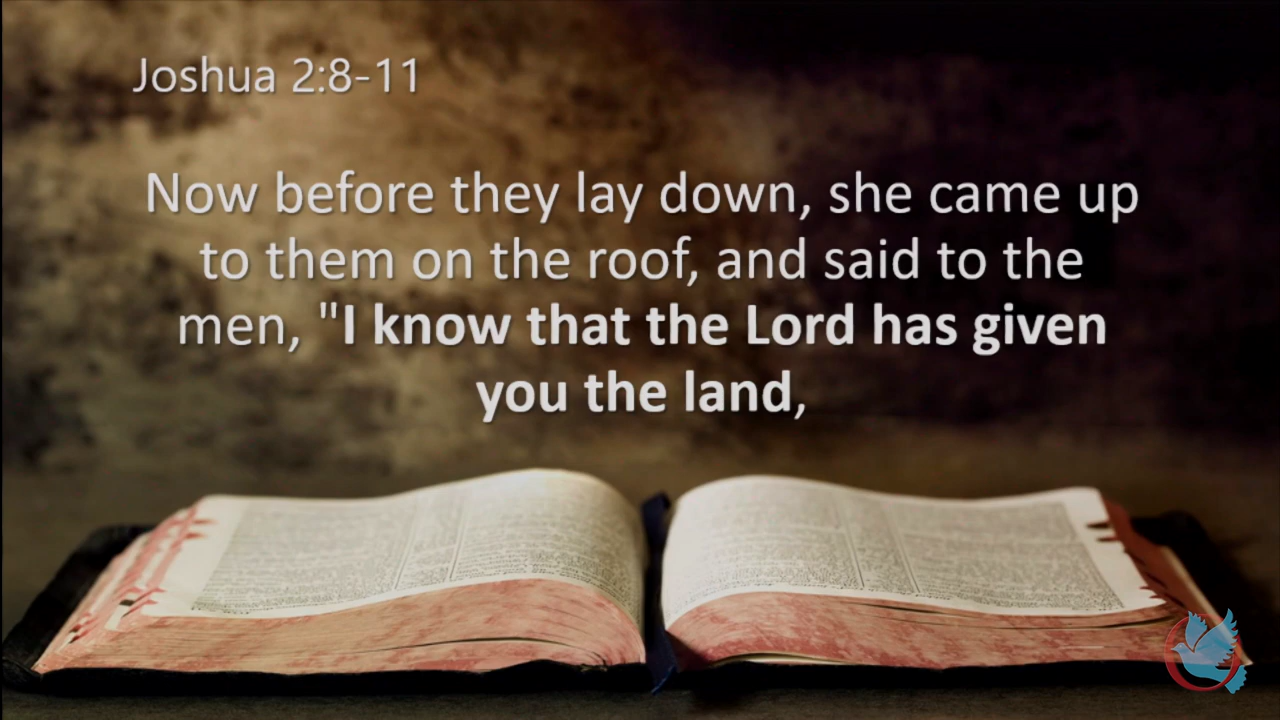 Joshua 2:8-11
Now before they lay down, she came up
to them on the roof, and said to the
men, "I know that the Lord has given
you the land,